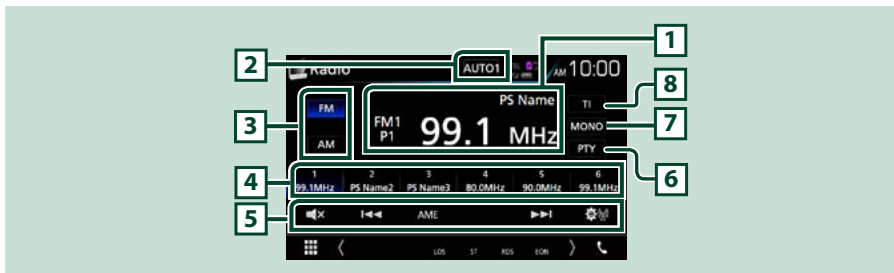 1
2
Radio
AUTO1
AM 10:00
8
PS Name
TI
FM
3
FM1
P1
99.1 MHz
MONO
7
AM
PTY
6
4
1 2 3 4 5 6
99.1MHz PS Name2 PS Name3 80.0MHz 90.0MHz 99.1MHz
5
AME
LOS ST RDS EON